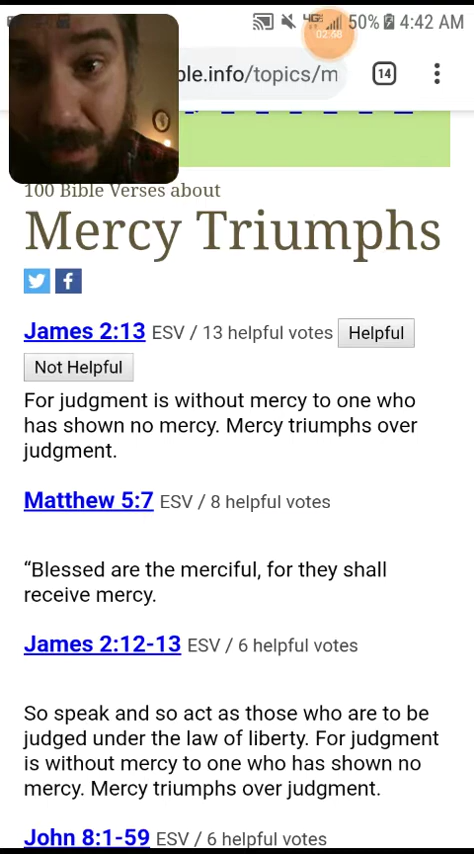 4G 50% 4:42 AM
02:58
ble.info/topics/m 14
100 Bible Verses about
Mercy Triumphs
James 2:13 ESV / 13 helpful votes Helpful
Not Helpful
For judgment is without mercy to one who
has shown no mercy. Mercy triumphs over
judgment.
Matthew 5:7 ESV / 8 helpful votes
“Blessed are the merciful, for they shall
receive mercy.
James 2:12-13 ESV / 6 helpful votes
So speak and so act as those who are to be
judged under the law of liberty. For judgment
is without mercy to one who has shown no
mercy. Mercy triumphs over judgment.
John 8:1-59 ESV / 6 helpful votes